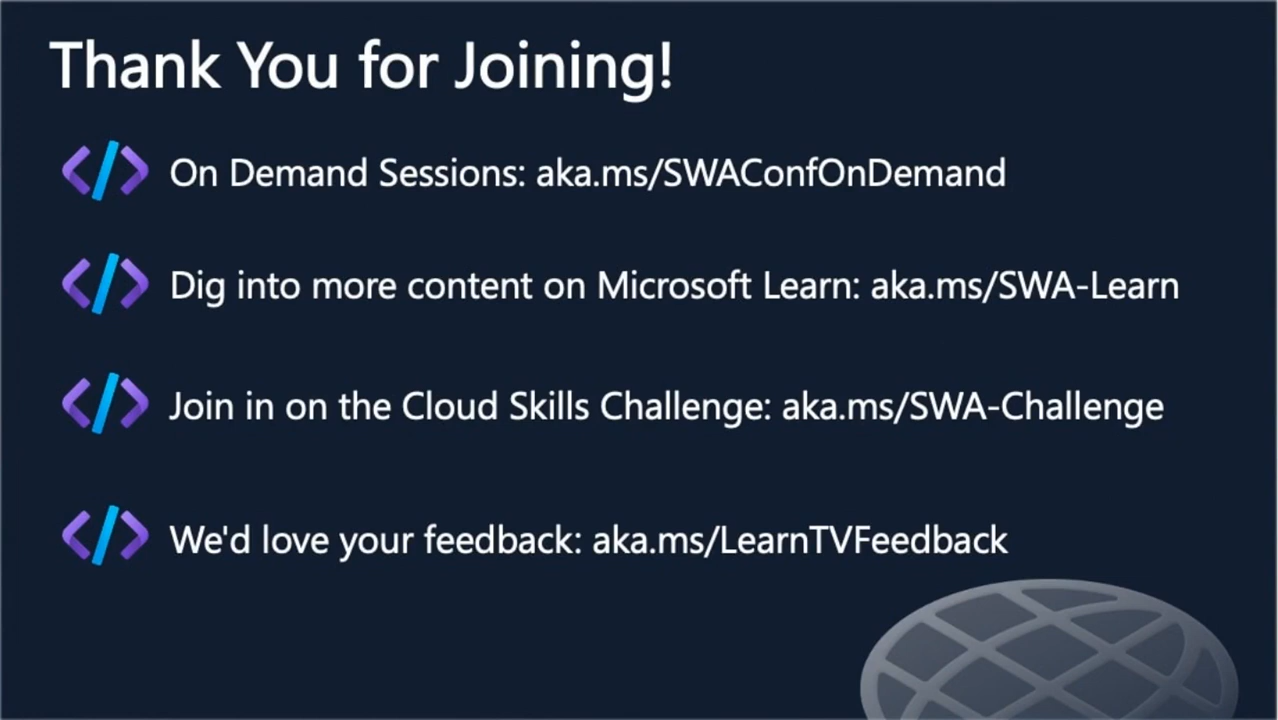 Thank You for Joining!
On Demand Sessions: aka.ms/SWAConfOnDemand
Dig into more content on Microsoft Learn: aka.ms/SWA-Learn
Join in on the Cloud Skills Challenge: aka.ms/SWA-Challenge
We'd love your feedback: aka.ms/LearnTVFeedback